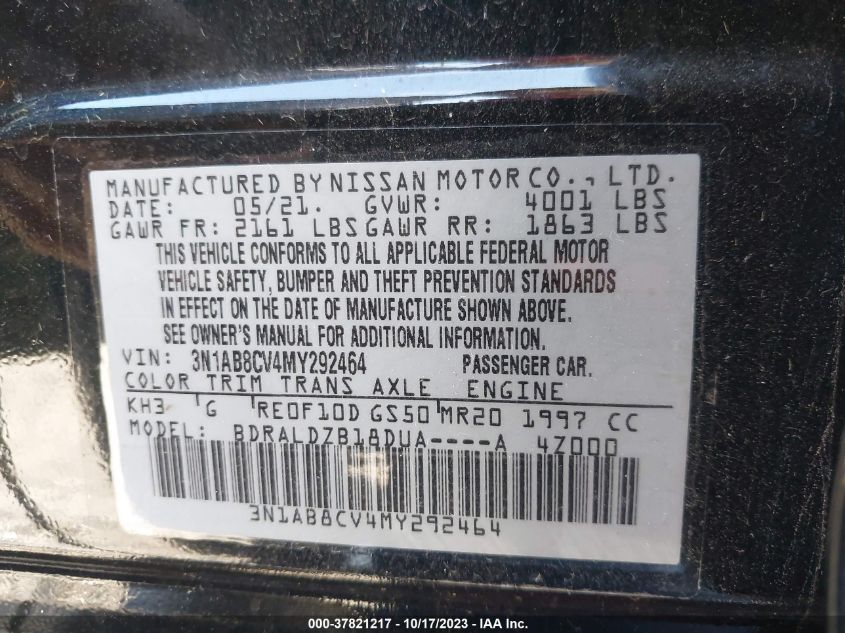 MANUFACTURED BY NISSAN MOTOR CO., LTD.
DATE: 05/21. GVWR: 4001 LBS
GAWR FR: 2161 LBS GAWR RR: 1863 LBS
THIS VEHICLE CONFORMS TO ALL APPLICABLE FEDERAL MOTOR
VEHICLE SAFETY, BUMPER AND THEFT PREVENTION STANDARDS
IN EFFECT ON THE DATE OF MANUFACTURE SHOWN ABOVE.
SEE OWNER'S MANUAL FOR ADDITIONAL INFORMATION.
VIN: 3N1AB8CV4MY292464 PASSENGER CAR.
COLOR TRIM TRANS AXLE ENGINE
KH3 G RE0F10D GS50 MR20 1997 CC
MODEL: BDRALDZB18DUA----A 4Z000
3N1AB8CV4MY292464
000-37821217 - 10/17/2023 - IAA Inc.